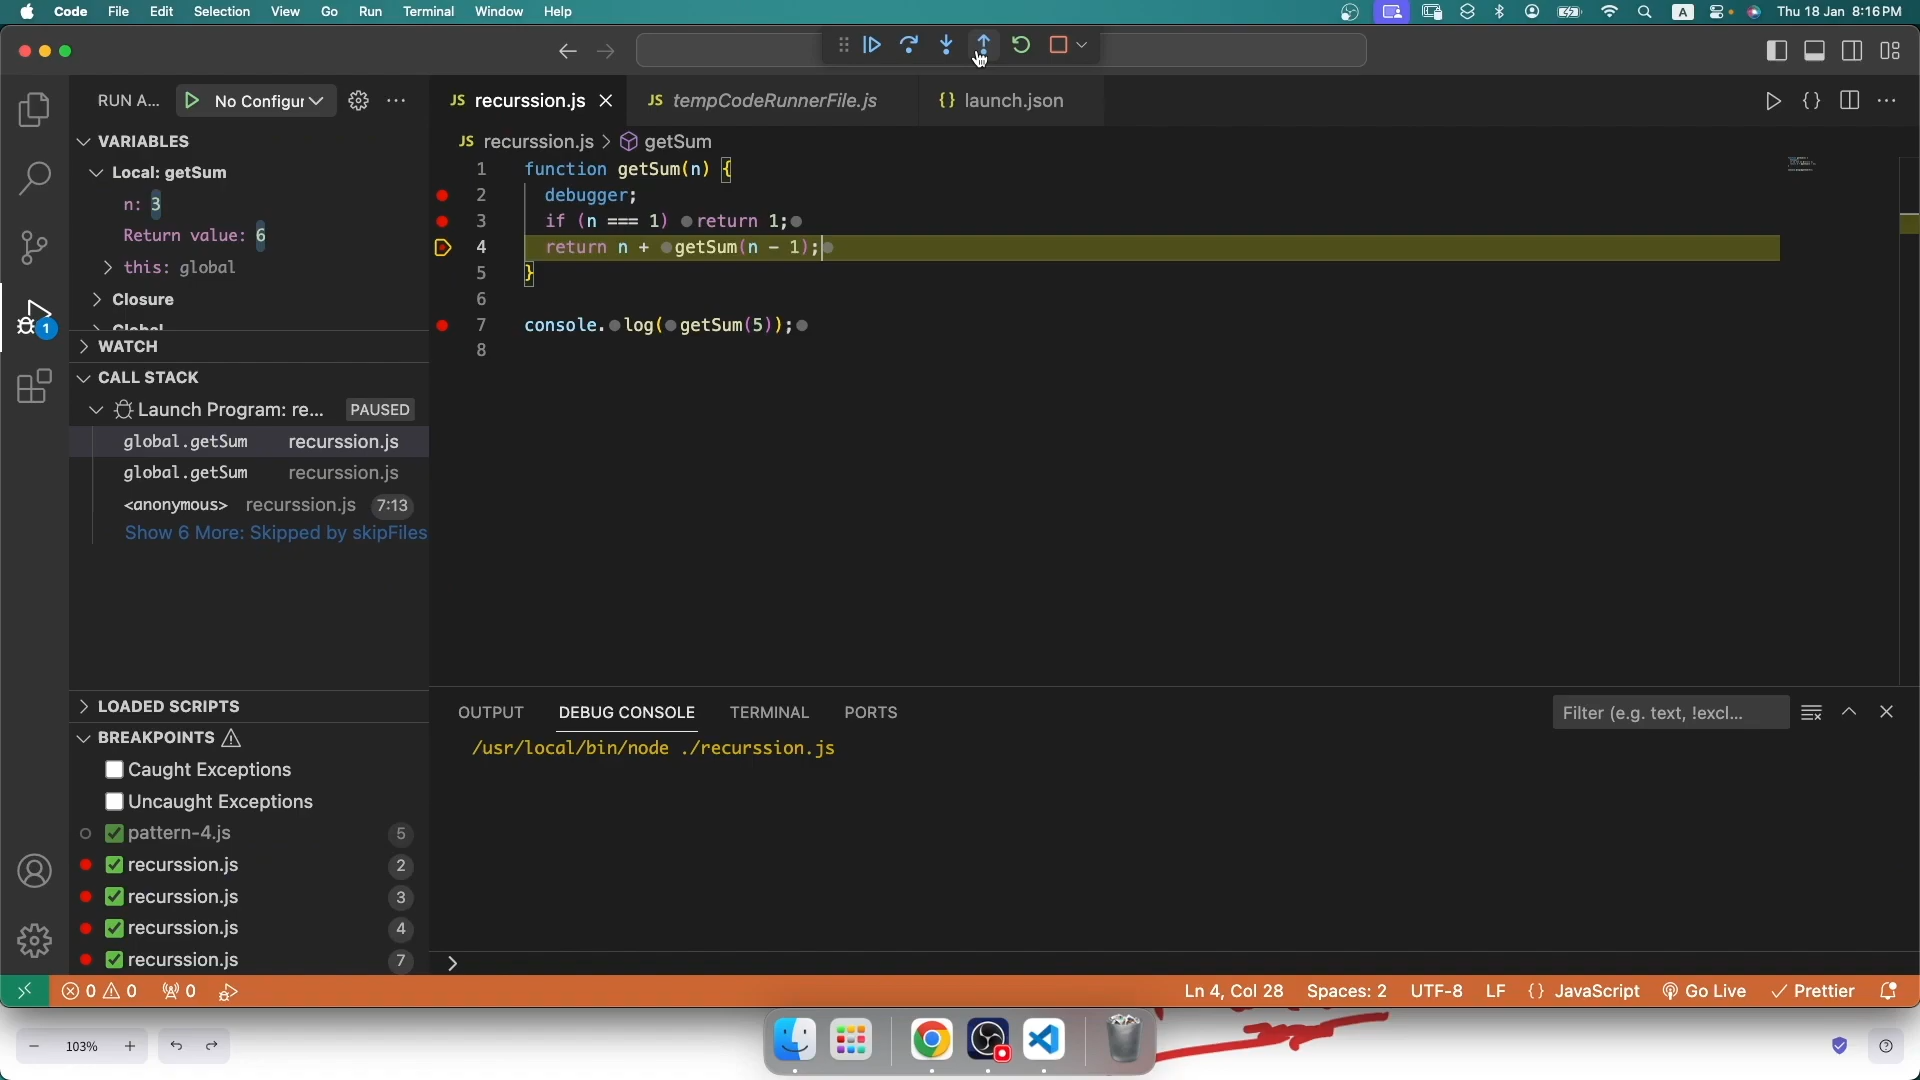 Code File Edit Selection View Go Run Terminal Window Help
A
Thu 18 Jan 8:16 PM
RUN A... No Configur
JS recurssion.js
JS tempCodeRunnerFile.js
{} launch.json
VARIABLES
Local: getSum
n: 3
Return value: 6
this: global
Closure
Global
WATCH
CALL STACK
Launch Program: re... PAUSED
global.getSum recurssion.js
global.getSum recurssion.js
<anonymous> recurssion.js 7:13
Show 6 More: Skipped by skipFiles
1
LOADED SCRIPTS
BREAKPOINTS
Caught Exceptions
Uncaught Exceptions
pattern-4.js 5
recurssion.js 2
recurssion.js 3
recurssion.js 4
recurssion.js 7
JS recurssion.js > getSum
1 function getSum(n) {
2 debugger;
3 if (n === 1) return 1;
4 return n + getSum(n - 1);
5 }
6
7 console.log(getSum(5));
8
OUTPUT DEBUG CONSOLE TERMINAL PORTS
Filter (e.g. text, !excl...
/usr/local/bin/node ./recurssion.js
>
0 0 0
Ln 4, Col 28 Spaces: 2 UTF-8 LF {} JavaScript Go Live Prettier
− 103% +